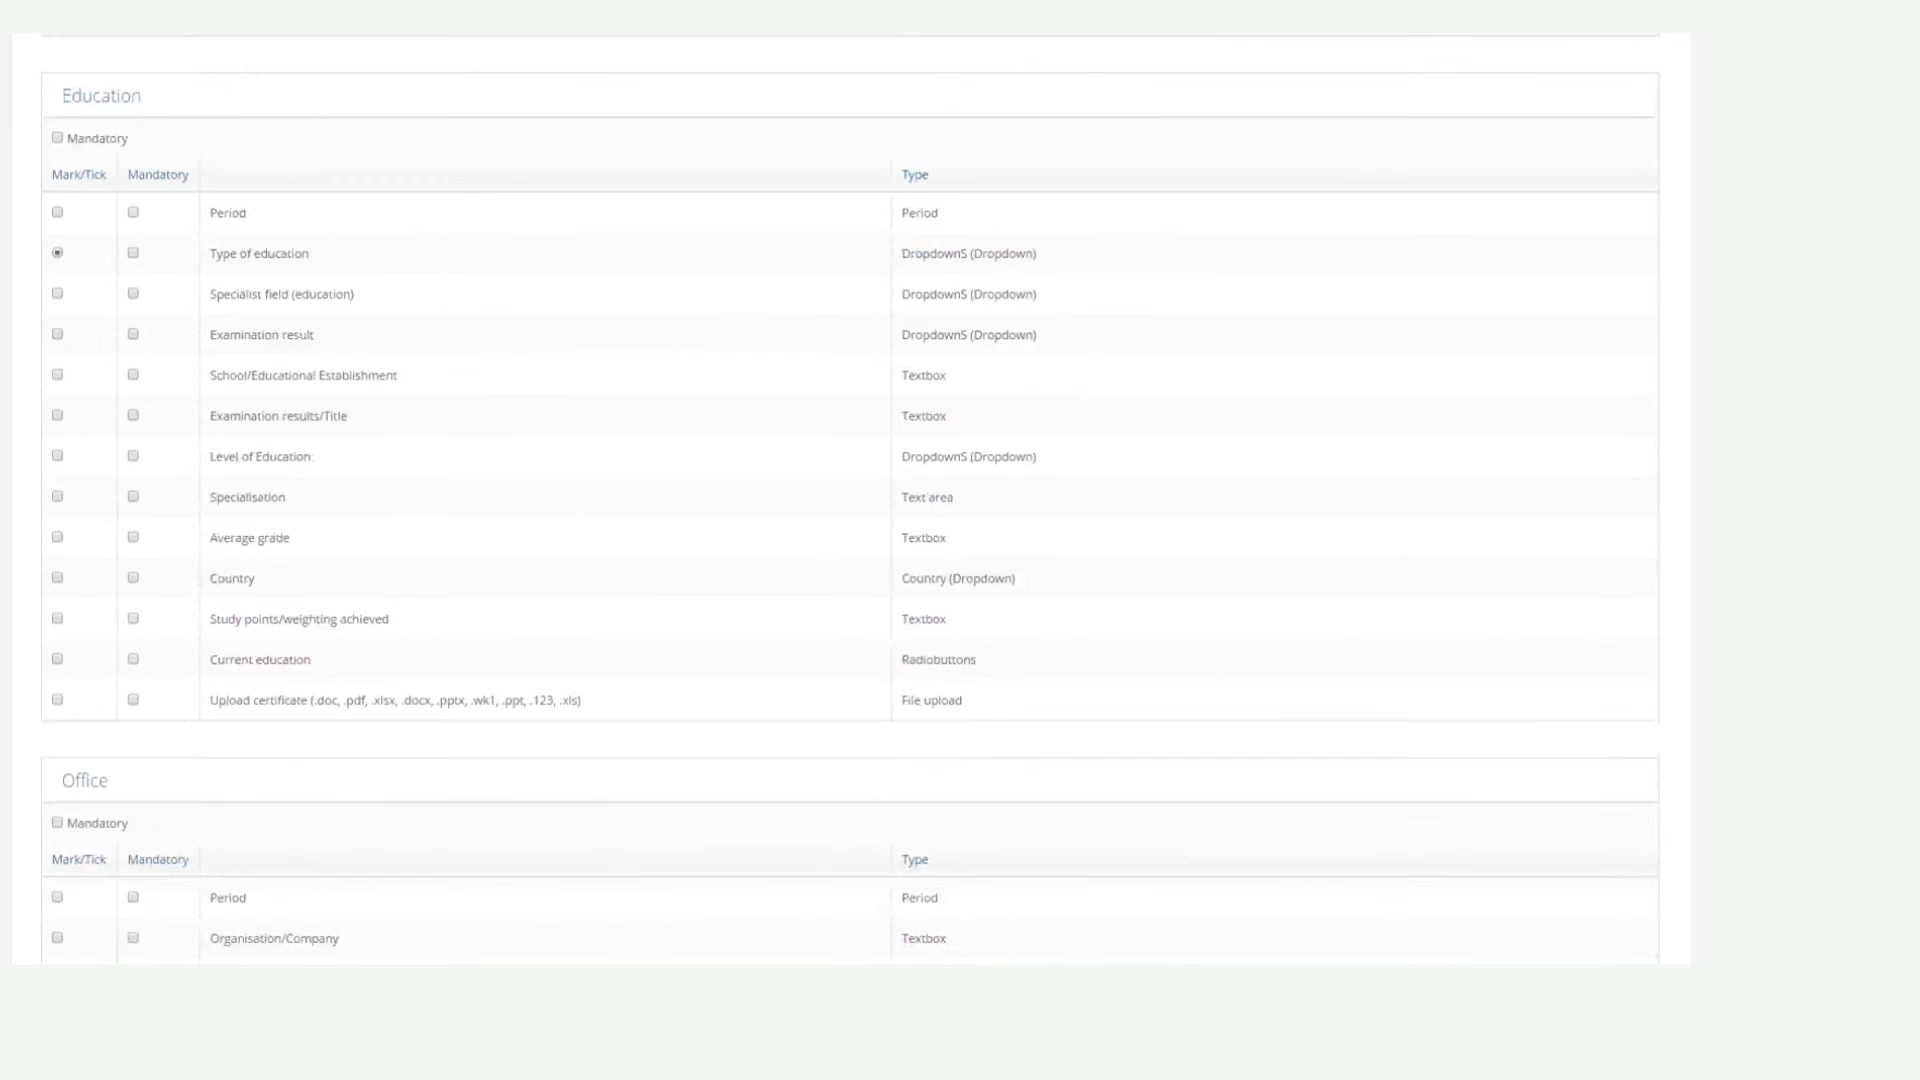 Education
Mandatory
Mark/Tick Mandatory Type
Period Period
Type of education DropdownS (Dropdown)
Specialist field (education) DropdownS (Dropdown)
Examination result DropdownS (Dropdown)
School/Educational Establishment Textbox
Examination results/Title Textbox
Level of Education: DropdownS (Dropdown)
Specialisation Text area
Average grade Textbox
Country Country (Dropdown)
Study points/weighting achieved Textbox
Current education Radiobuttons
Upload certificate (.doc, .pdf, .xlsx, .docx, .pptx, .wk1, .ppt, .123, .xls) File upload
Office
Mandatory
Mark/Tick Mandatory Type
Period Period
Organisation/Company Textbox